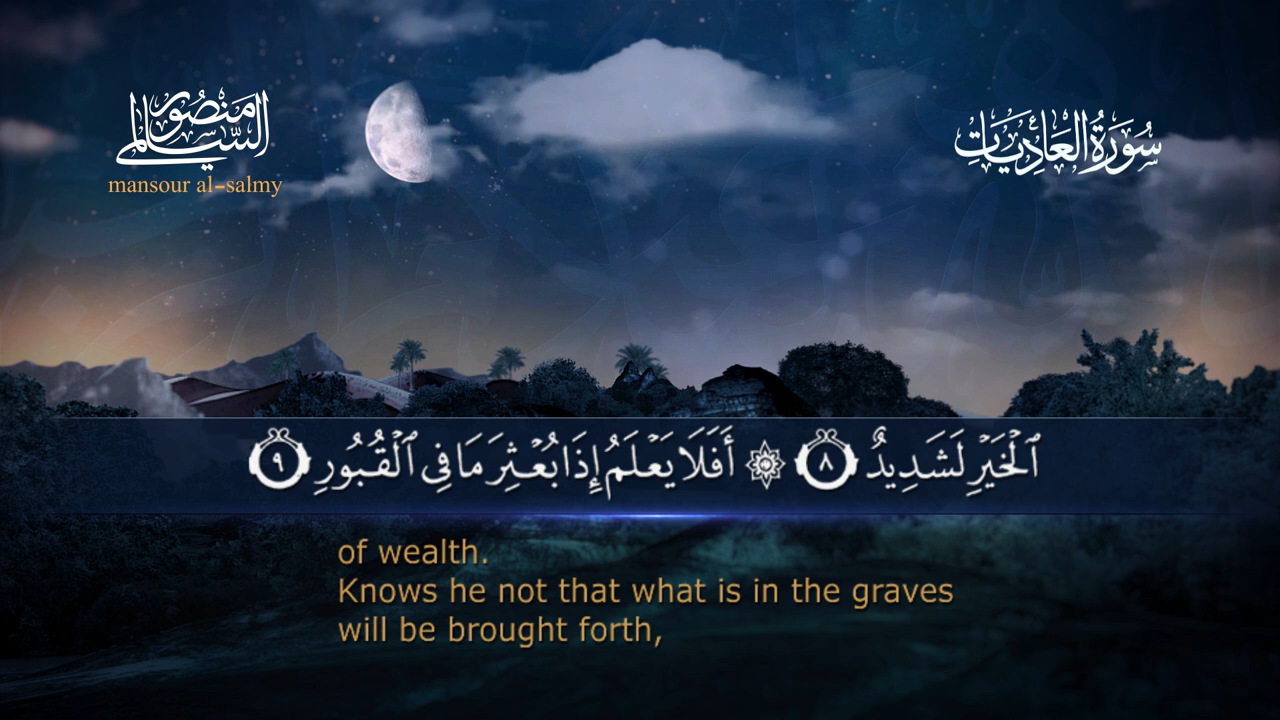 منصور السالمي
mansour al-salmy
سُورَةُ العَادِيَاتِ
ٱلْخَيْرِ لَشَدِيدٌ ٨ ۞ أَفَلَا يَعْلَمُ إِذَا بُعْثِرَ مَا فِى ٱلْقُبُورِ ٩
of wealth.
Knows he not that what is in the graves
will be brought forth,